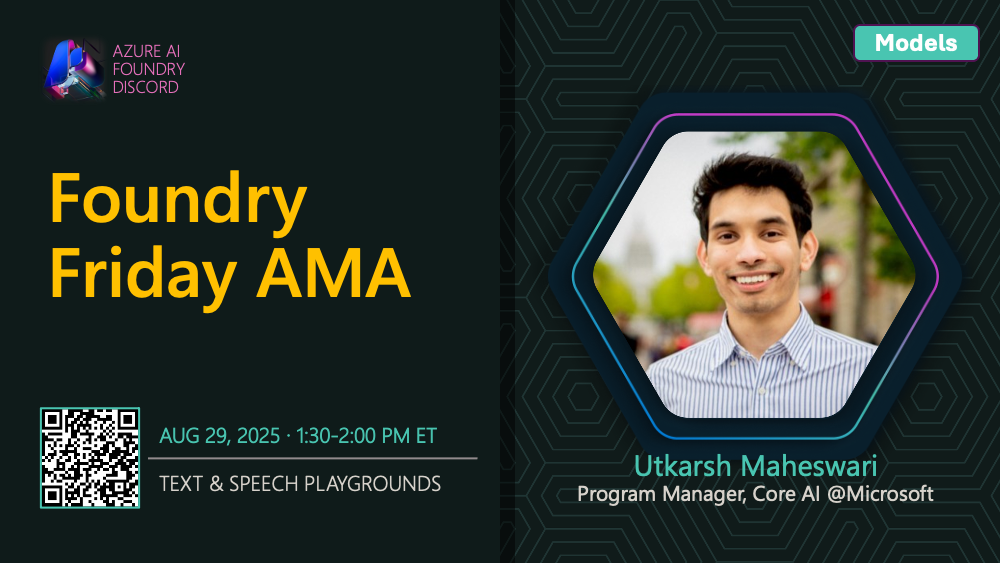 AZURE AI
FOUNDRY
DISCORD
Models
Foundry
Friday AMA
AUG 29, 2025 · 1:30-2:00 PM ET
TEXT & SPEECH PLAYGROUNDS
Utkarsh Maheswari
Program Manager, Core AI @Microsoft